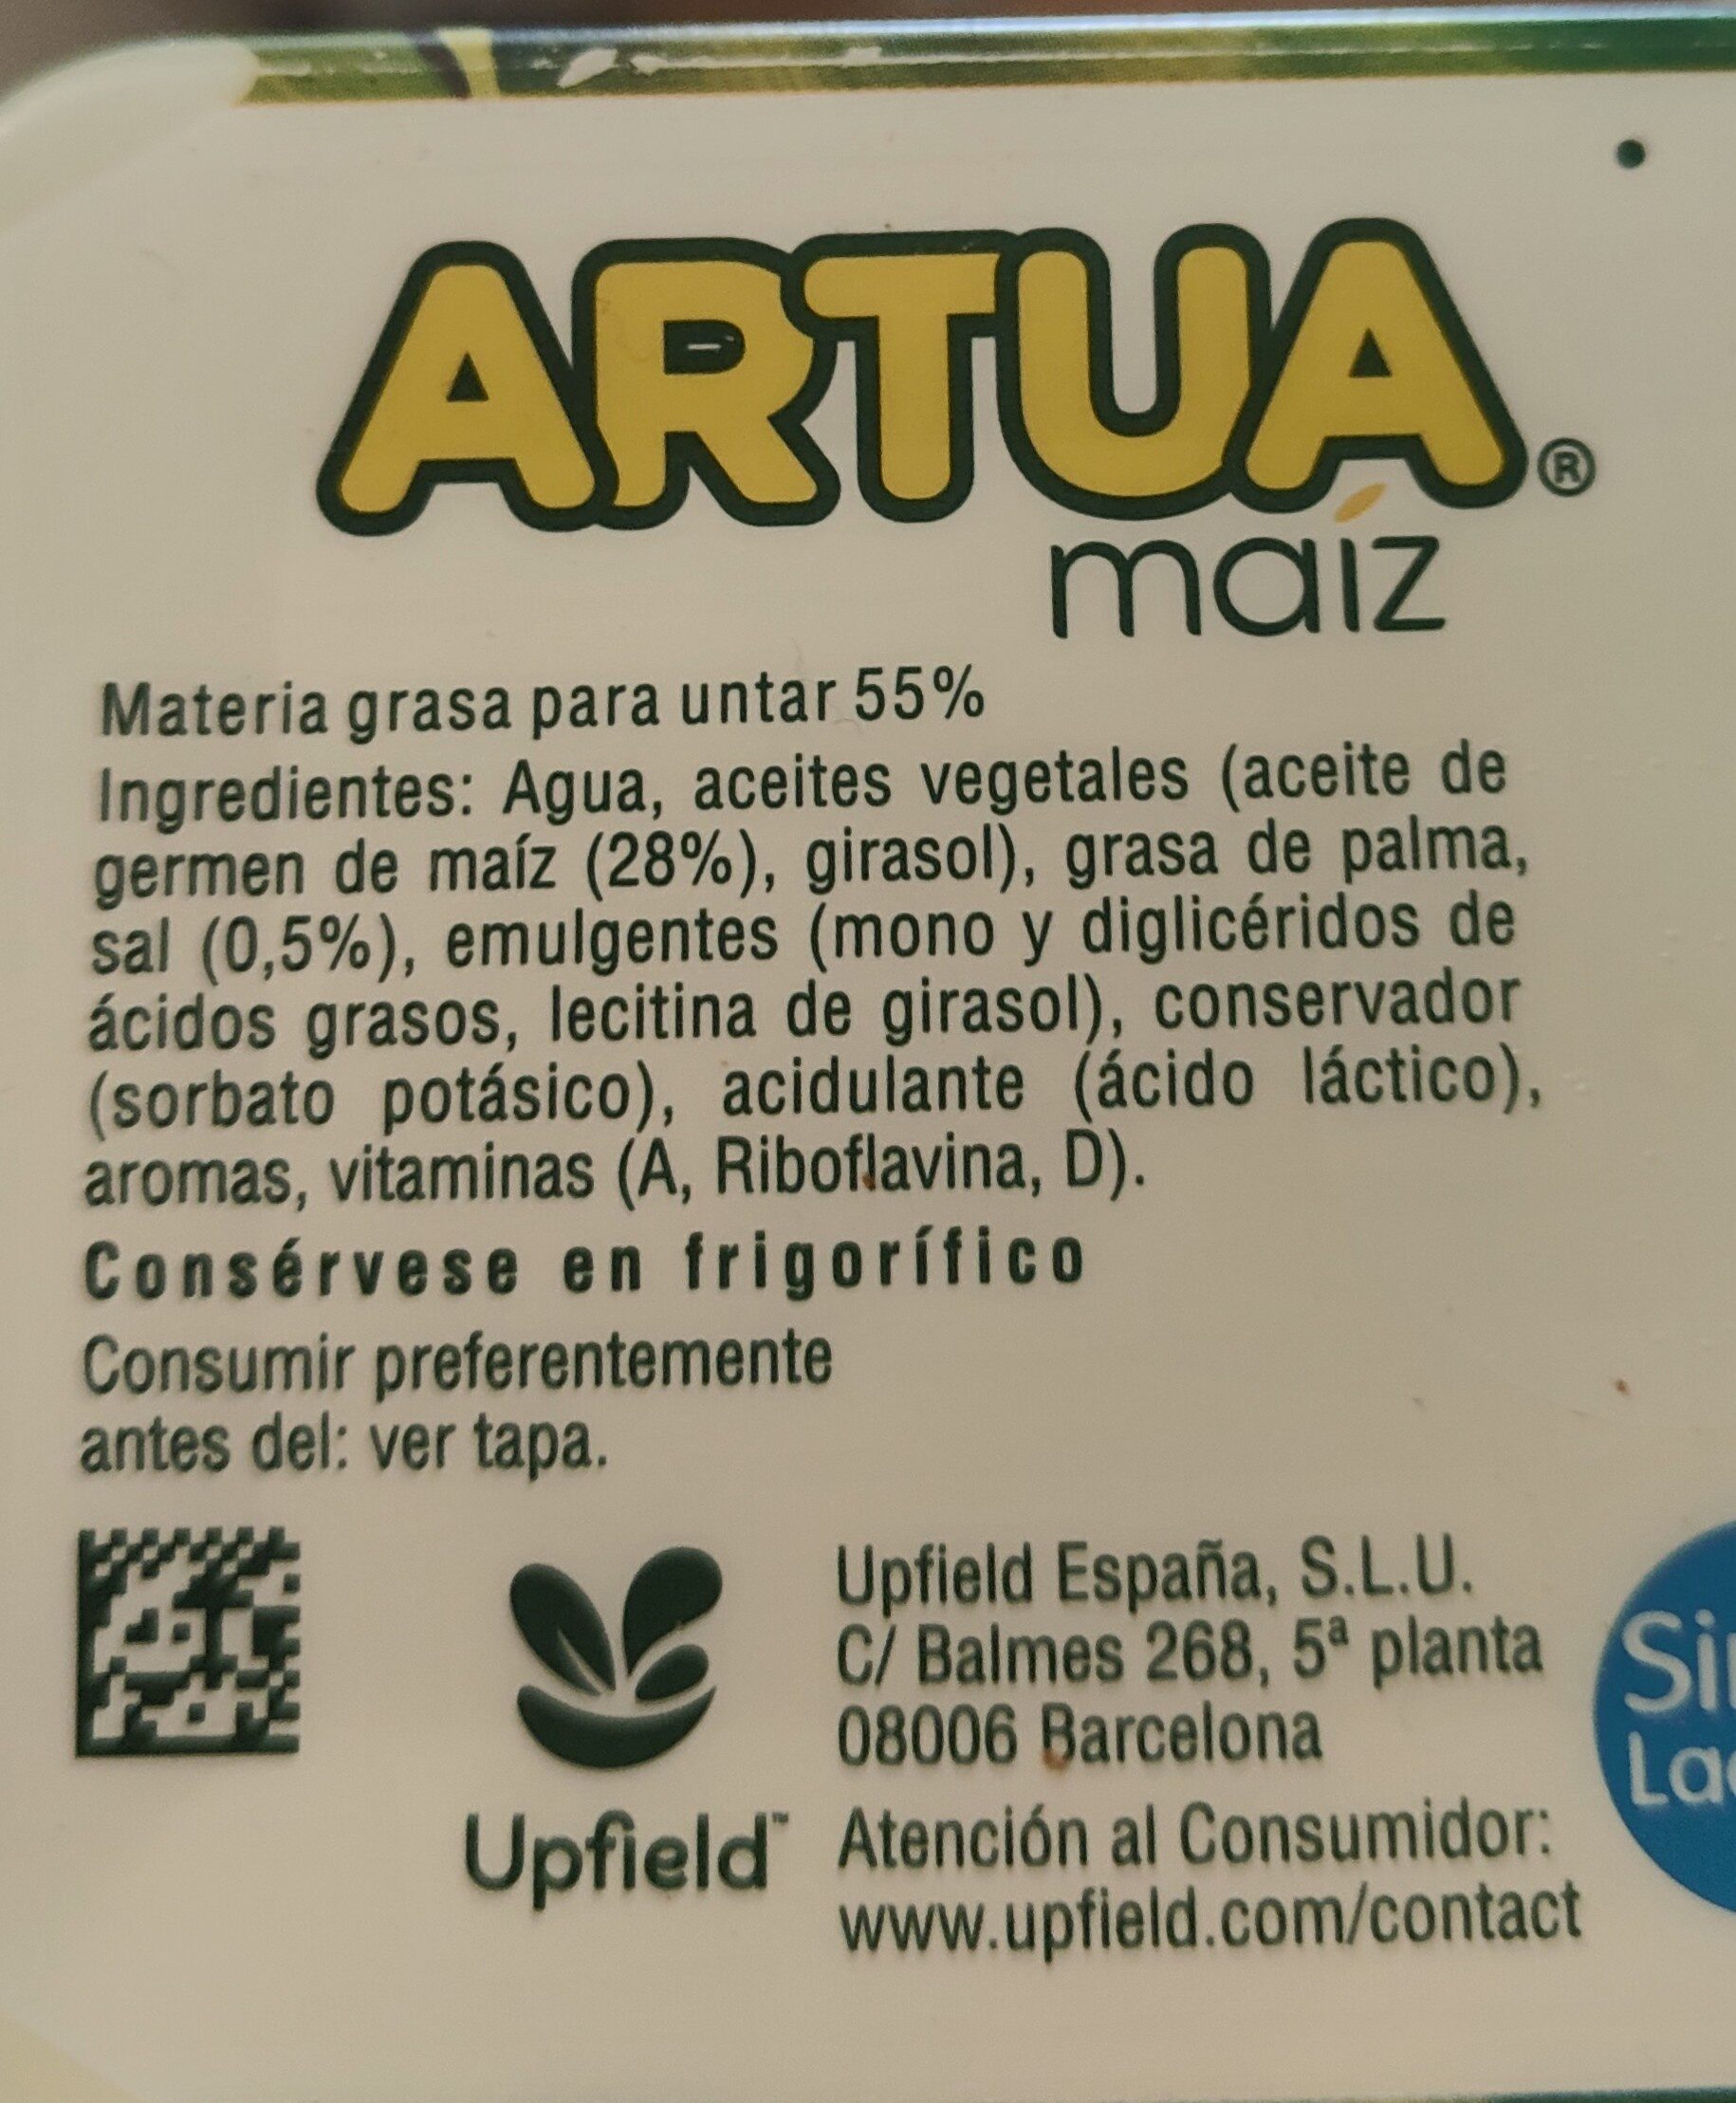 ARTUA®
maíz
Materia grasa para untar 55%
Ingredientes: Agua, aceites vegetales (aceite de
germen de maíz (28%), girasol), grasa de palma,
sal (0,5%), emulgentes (mono y diglicéridos de
ácidos grasos, lecitina de girasol), conservador
(sorbato potásico), acidulante (ácido láctico),
aromas, vitaminas (A, Riboflavina, D).
Consérvese en frigorífico
Consumir preferentemente
antes del: ver tapa.
Upfield España, S.L.U.
C/ Balmes 268, 5ª planta
08006 Barcelona
Upfield™
Atención al Consumidor:
www.upfield.com/contact